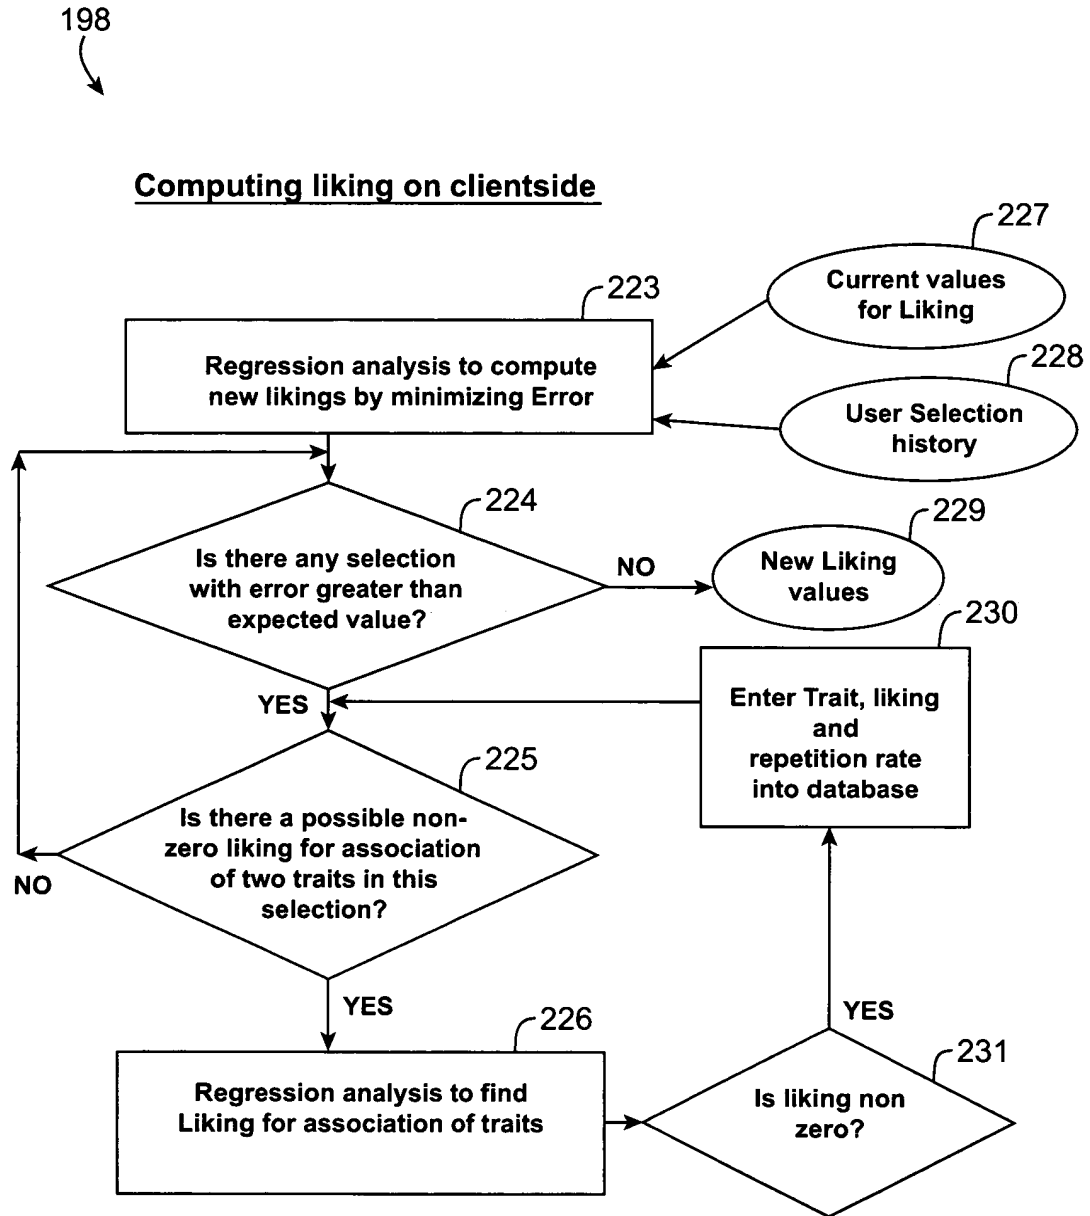 198
Computing liking on clientside
227
Current values
for Liking
223
Regression analysis to compute
new likings by minimizing Error
228
User Selection
history
224
Is there any selection
with error greater than
expected value?
NO
229
New Liking
values
230
Enter Trait, liking
and
repetition rate
into database
YES
225
Is there a possible non-
zero liking for association
of two traits in this
selection?
NO
YES
226
Regression analysis to find
Liking for association of traits
YES
231
Is liking non
zero?